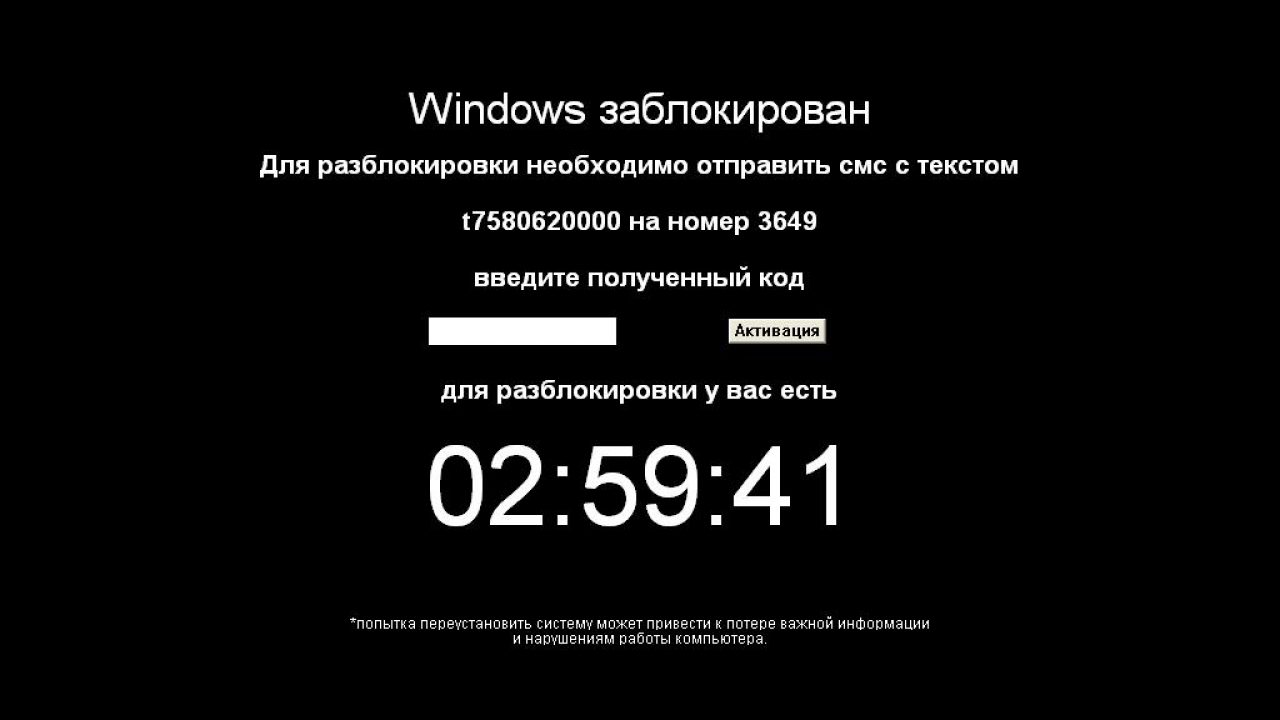 Windows заблокирован
Для разблокировки необходимо отправить смс с текстом
t7580620000 на номер 3649
введите полученный код
Активация
для разблокировки у вас есть
02:59:41
*попытка переустановить систему может привести к потере важной информации
и нарушениям работы компьютера.